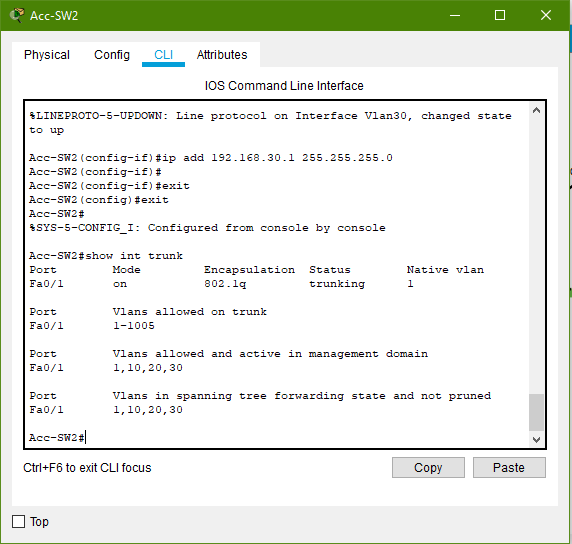 Acc-SW2
Physical Config CLI Attributes
IOS Command Line Interface
%LINEPROTO-5-UPDOWN: Line protocol on Interface Vlan30, changed state
to up
Acc-SW2(config-if)#ip add 192.168.30.1 255.255.255.0
Acc-SW2(config-if)#
Acc-SW2(config-if)#exit
Acc-SW2(config)#exit
Acc-SW2#
%SYS-5-CONFIG_I: Configured from console by console
Acc-SW2#show int trunk
Port Mode Encapsulation Status Native vlan
Fa0/1 on 802.1q trunking 1
Port Vlans allowed on trunk
Fa0/1 1-1005
Port Vlans allowed and active in management domain
Fa0/1 1,10,20,30
Port Vlans in spanning tree forwarding state and not pruned
Fa0/1 1,10,20,30
Acc-SW2#
Ctrl+F6 to exit CLI focus
Copy Paste
Top